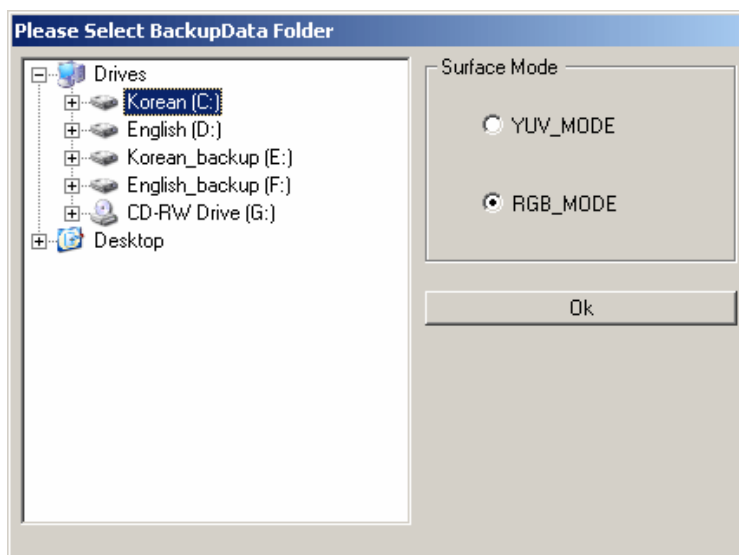 Please Select BackupData Folder
Drives
Korean (C:)
English (D:)
Korean_backup (E:)
English_backup (F:)
CD-RW Drive (G:)
Desktop
Surface Mode
YUV_MODE
RGB_MODE
Ok